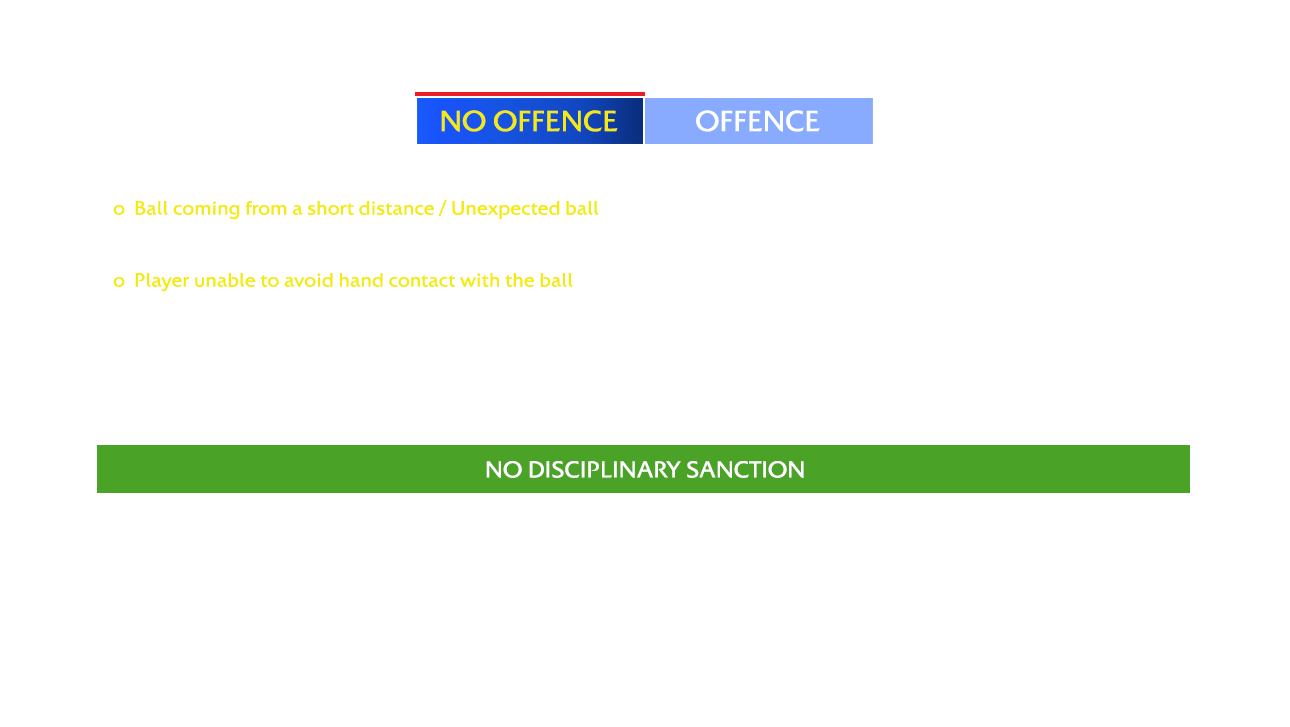 NO OFFENCE OFFENCE
o Ball coming from a short distance / Unexpected ball
o Player unable to avoid hand contact with the ball
NO DISCIPLINARY SANCTION